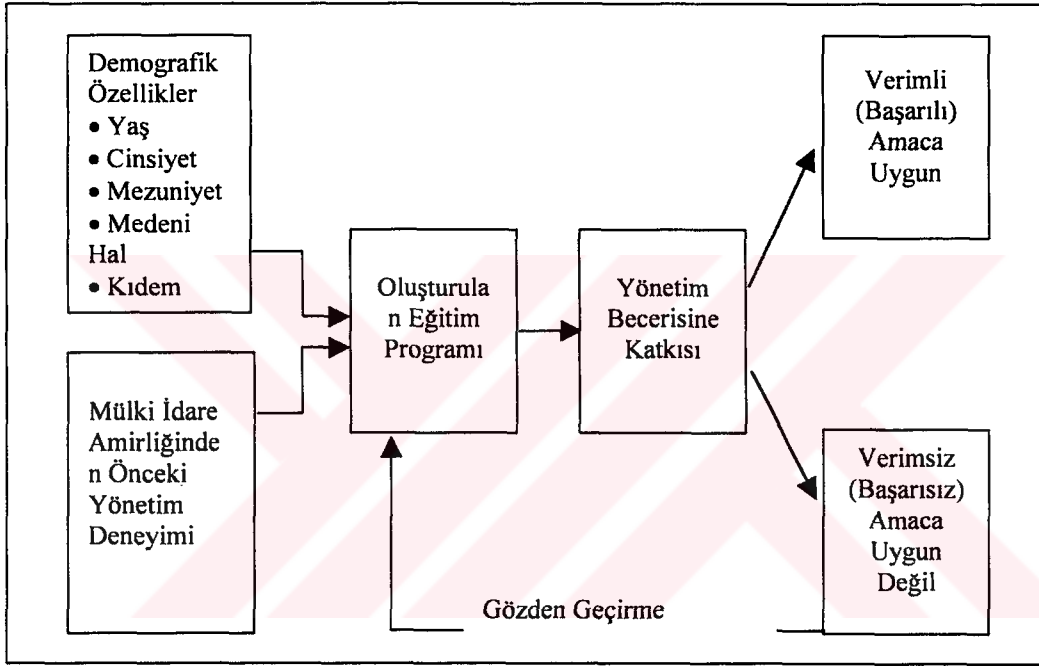 Demografik
Özellikler
• Yaş
• Cinsiyet
• Mezuniyet
• Medeni
Hal
• Kıdem
Mülki İdare
Amirliğinde
n Önceki
Yönetim
Deneyimi
Oluşturula
n Eğitim
Programı
Yönetim
Becerisine
Katkısı
Verimli
(Başarılı)
Amaca
Uygun
Verimsiz
(Başarısız)
Amaca
Uygun
Değil
Gözden Geçirme